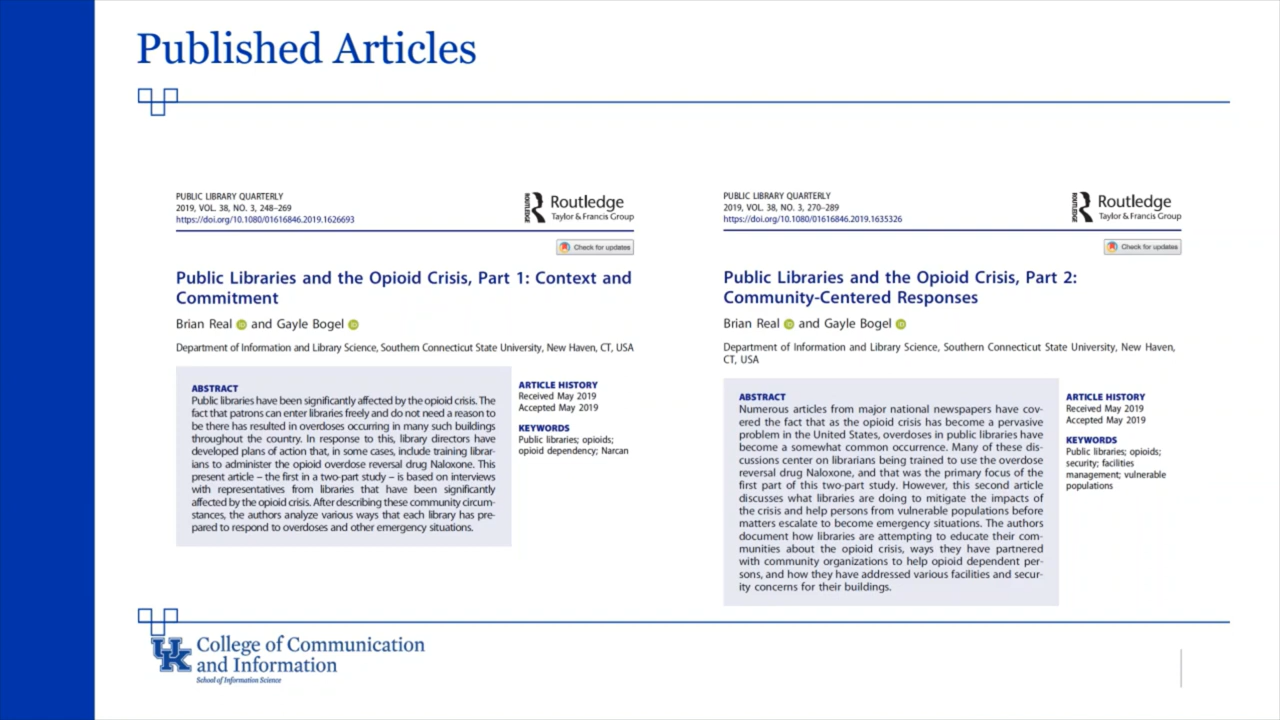 Published Articles
PUBLIC LIBRARY QUARTERLY
2019, VOL. 38, NO. 3, 248–269
https://doi.org/10.1080/01616846.2019.1626693
ROUTLEDGE
Routledge
Taylor & Francis Group
Check for updates
Public Libraries and the Opioid Crisis, Part 1: Context and
Commitment
Brian Real and Gayle Bogel
Department of Information and Library Science, Southern Connecticut State University, New Haven, CT, USA
ABSTRACT
Public libraries have been significantly affected by the opioid crisis. The
fact that patrons can enter libraries freely and do not need a reason to
be there has resulted in overdoses occurring in many such buildings
throughout the country. In response to this, library directors have
developed plans of action that, in some cases, include training librar-
ians to administer the opioid overdose reversal drug Naloxone. This
present article – the first in a two-part study – is based on interviews
with representatives from libraries that have been significantly
affected by the opioid crisis. After describing these community circum-
stances, the authors analyze various ways that each library has pre-
pared to respond to overdoses and other emergency situations.
ARTICLE HISTORY
Received May 2019
Accepted May 2019
KEYWORDS
Public libraries; opioids;
opioid dependency; Narcan
PUBLIC LIBRARY QUARTERLY
2019, VOL. 38, NO. 3, 270–289
https://doi.org/10.1080/01616846.2019.1635326
ROUTLEDGE
Routledge
Taylor & Francis Group
Check for updates
Public Libraries and the Opioid Crisis, Part 2:
Community-Centered Responses
Brian Real and Gayle Bogel
Department of Information and Library Science, Southern Connecticut State University, New Haven,
CT, USA
ABSTRACT
Numerous articles from major national newspapers have cov-
ered the fact that as the opioid crisis has become a pervasive
problem in the United States, overdoses in public libraries have
become a somewhat common occurrence. Many of these dis-
cussions center on librarians being trained to use the overdose
reversal drug Naloxone, and that was the primary focus of the
first part of this two-part study. However, this second article
discusses what libraries are doing to mitigate the impacts of
the crisis and help persons from vulnerable populations before
matters escalate to become emergency situations. The authors
document how libraries are attempting to educate their com-
munities about the opioid crisis, ways they have partnered
with community organizations to help opioid dependent per-
sons, and how they have addressed various facilities and secur-
ity concerns for their buildings.
ARTICLE HISTORY
Received May 2019
Accepted May 2019
KEYWORDS
Public libraries; opioids;
security; facilities
management; vulnerable
populations
UK
College of Communication
and Information
School of Information Science